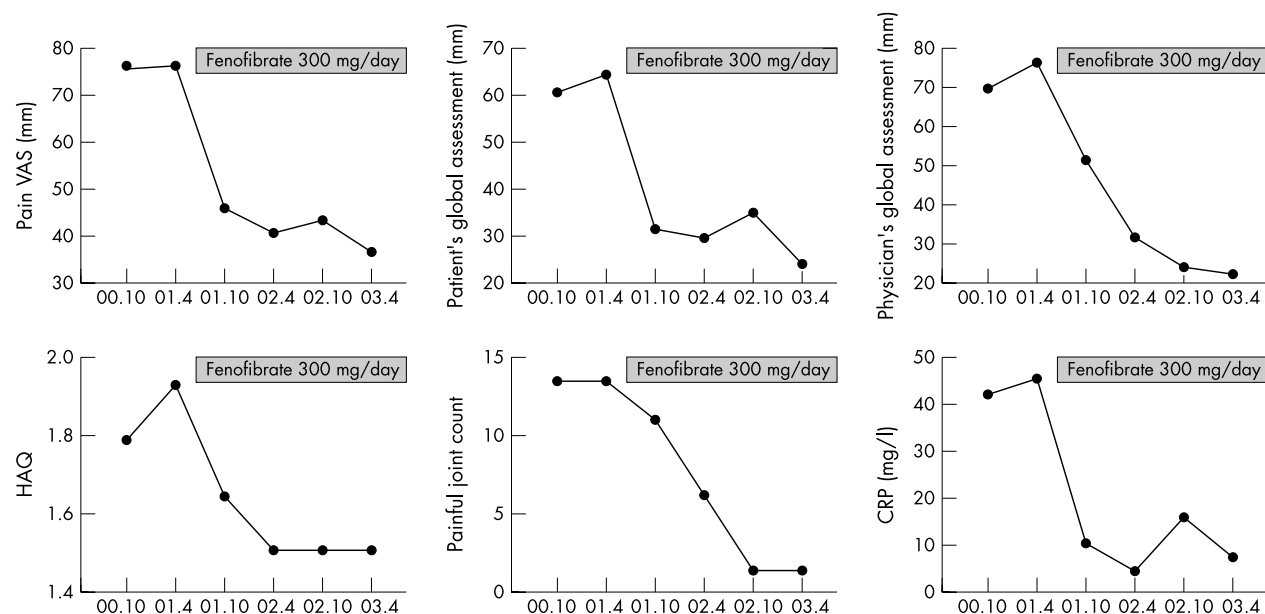 Pain VAS (mm)
80
70
60
50
40
30
Fenofibrate 300 mg/day
00.10 01.4 01.10 02.4 02.10 03.4
Patient's global assessment (mm)
70
60
50
40
30
20
Fenofibrate 300 mg/day
00.10 01.4 01.10 02.4 02.10 03.4
Physician's global assessment (mm)
80
70
60
50
40
30
20
Fenofibrate 300 mg/day
00.10 01.4 01.10 02.4 02.10 03.4
HAQ
2.0
1.8
1.6
1.4
Fenofibrate 300 mg/day
00.10 01.4 01.10 02.4 02.10 03.4
Painful joint count
15
10
5
0
Fenofibrate 300 mg/day
00.10 01.4 01.10 02.4 02.10 03.4
CRP (mg/l)
50
40
30
20
10
0
Fenofibrate 300 mg/day
00.10 01.4 01.10 02.4 02.10 03.4